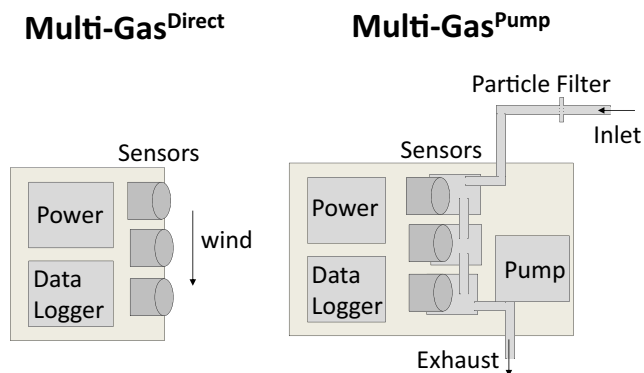 Multi-GasDirect
Sensors
Power
Data
Logger
wind
Multi-GasPump
Particle Filter
Inlet
Sensors
Power
Data
Logger
Pump
Exhaust